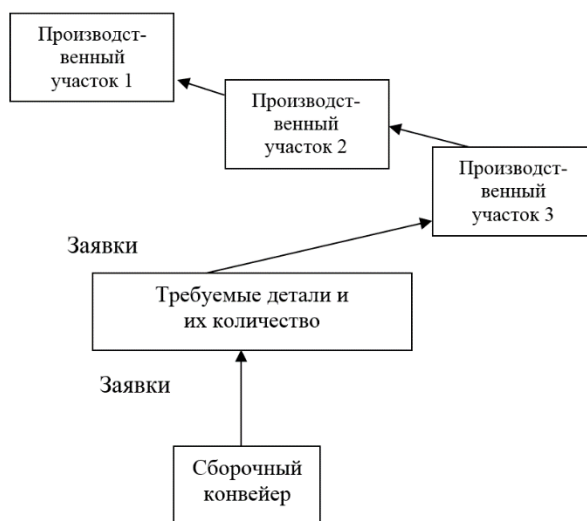 Производст-
венный
участок 1
Производст-
венный
участок 2
Производст-
венный
участок 3
Заявки
Требуемые детали и
их количество
Заявки
Сборочный
конвейер